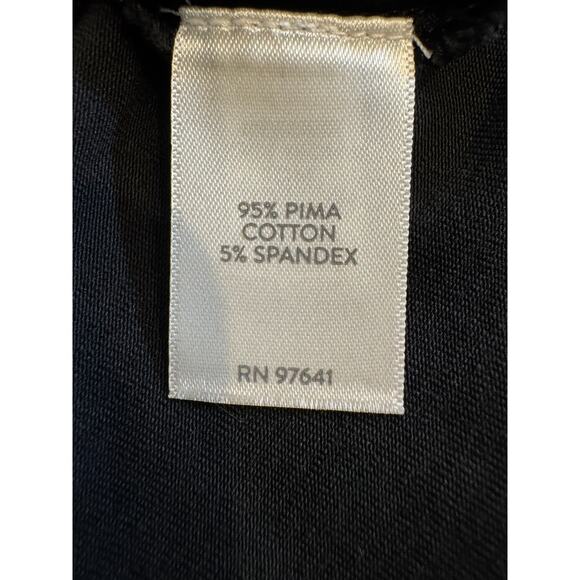 95% PIMA
COTTON
5% SPANDEX
RN 97641